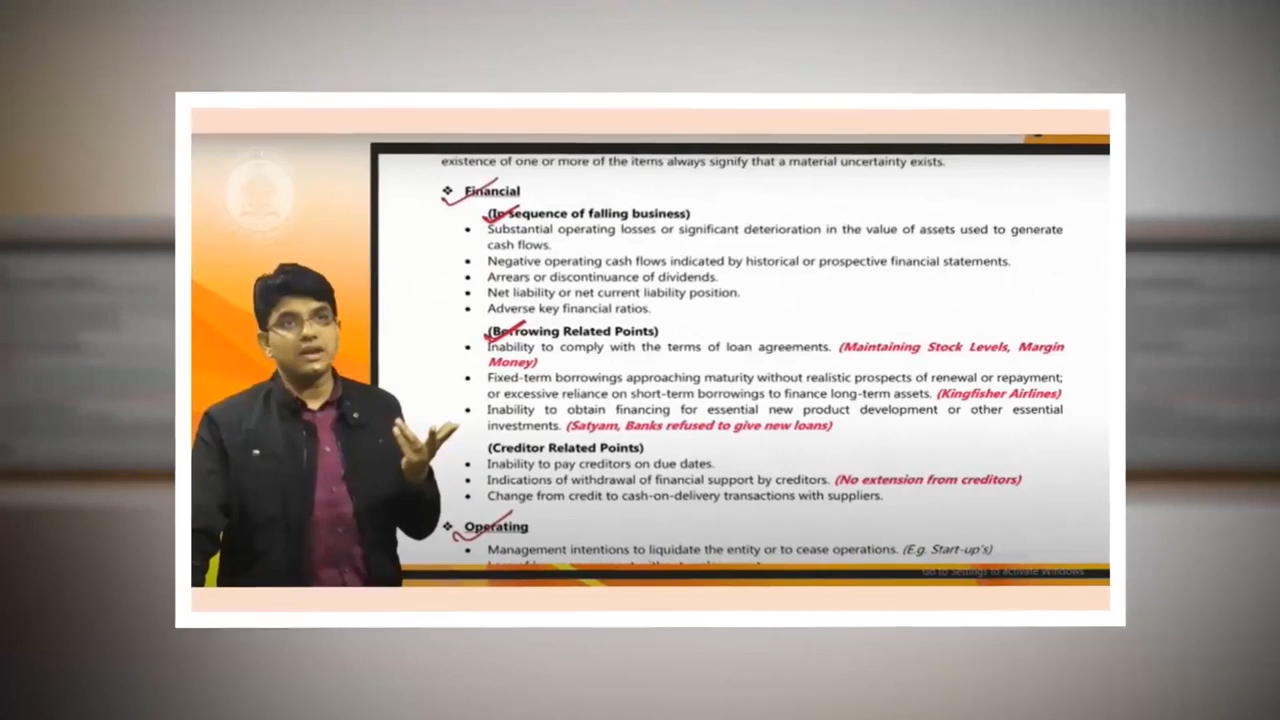 existence of one or more of the items always signify that a material uncertainty exists.
❖ Financial
(In sequence of falling business)
• Substantial operating losses or significant deterioration in the value of assets used to generate
cash flows.
• Negative operating cash flows indicated by historical or prospective financial statements.
• Arrears or discontinuance of dividends.
• Net liability or net current liability position.
• Adverse key financial ratios.
(Borrowing Related Points)
• Inability to comply with the terms of loan agreements. (Maintaining Stock Levels, Margin
Money)
• Fixed-term borrowings approaching maturity without realistic prospects of renewal or repayment;
or excessive reliance on short-term borrowings to finance long-term assets. (Kingfisher Airlines)
• Inability to obtain financing for essential new product development or other essential
investments. (Satyam, Banks refused to give new loans)
(Creditor Related Points)
• Inability to pay creditors on due dates.
• Indications of withdrawal of financial support by creditors. (No extension from creditors)
• Change from credit to cash-on-delivery transactions with suppliers.
❖ Operating
• Management intentions to liquidate the entity or to cease operations. (E.g. Start-up's)
Go to Settings to activate Windows